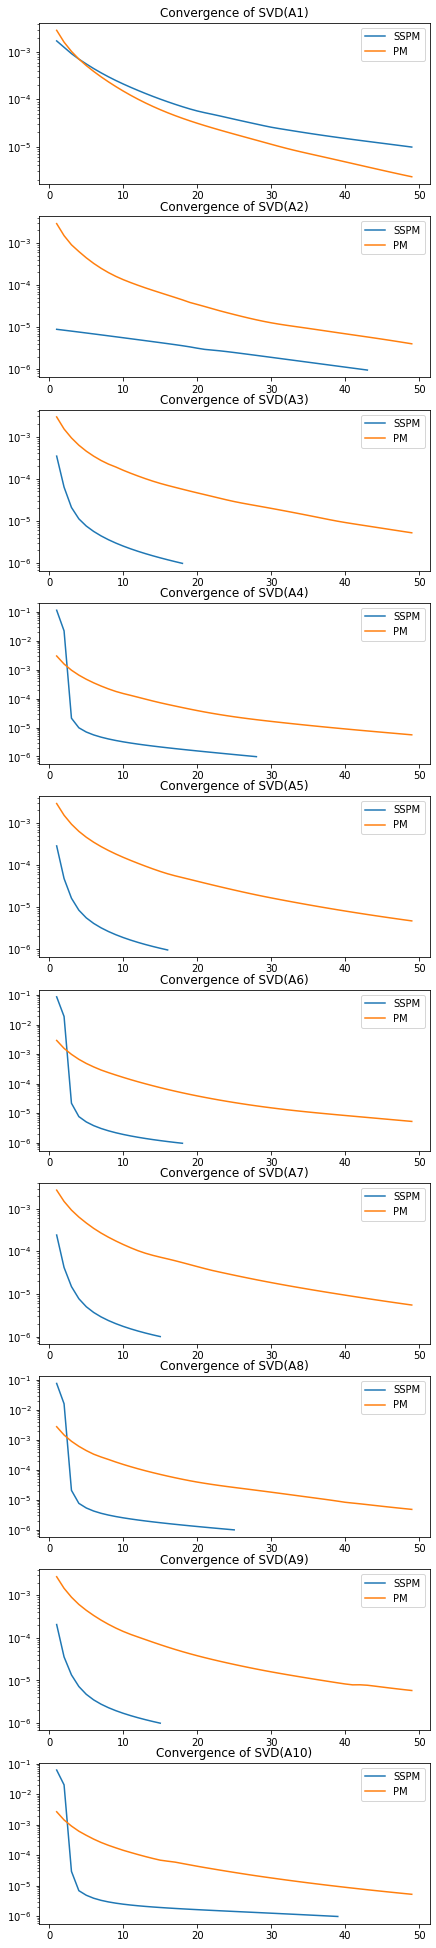 Convergence of SVD(A1)
SSPM
PM
10⁻³
10⁻⁴
10⁻⁵
0 10 20 30 40 50
Convergence of SVD(A2)
SSPM
PM
10⁻³
10⁻⁴
10⁻⁵
10⁻⁶
0 10 20 30 40 50
Convergence of SVD(A3)
SSPM
PM
10⁻³
10⁻⁴
10⁻⁵
10⁻⁶
0 10 20 30 40 50
Convergence of SVD(A4)
SSPM
PM
10⁻¹
10⁻²
10⁻³
10⁻⁴
10⁻⁵
10⁻⁶
0 10 20 30 40 50
Convergence of SVD(A5)
SSPM
PM
10⁻³
10⁻⁴
10⁻⁵
10⁻⁶
0 10 20 30 40 50
Convergence of SVD(A6)
SSPM
PM
10⁻¹
10⁻²
10⁻³
10⁻⁴
10⁻⁵
10⁻⁶
0 10 20 30 40 50
Convergence of SVD(A7)
SSPM
PM
10⁻³
10⁻⁴
10⁻⁵
10⁻⁶
0 10 20 30 40 50
Convergence of SVD(A8)
SSPM
PM
10⁻¹
10⁻²
10⁻³
10⁻⁴
10⁻⁵
10⁻⁶
0 10 20 30 40 50
Convergence of SVD(A9)
SSPM
PM
10⁻³
10⁻⁴
10⁻⁵
10⁻⁶
0 10 20 30 40 50
Convergence of SVD(A10)
SSPM
PM
10⁻¹
10⁻²
10⁻³
10⁻⁴
10⁻⁵
10⁻⁶
0 10 20 30 40 50